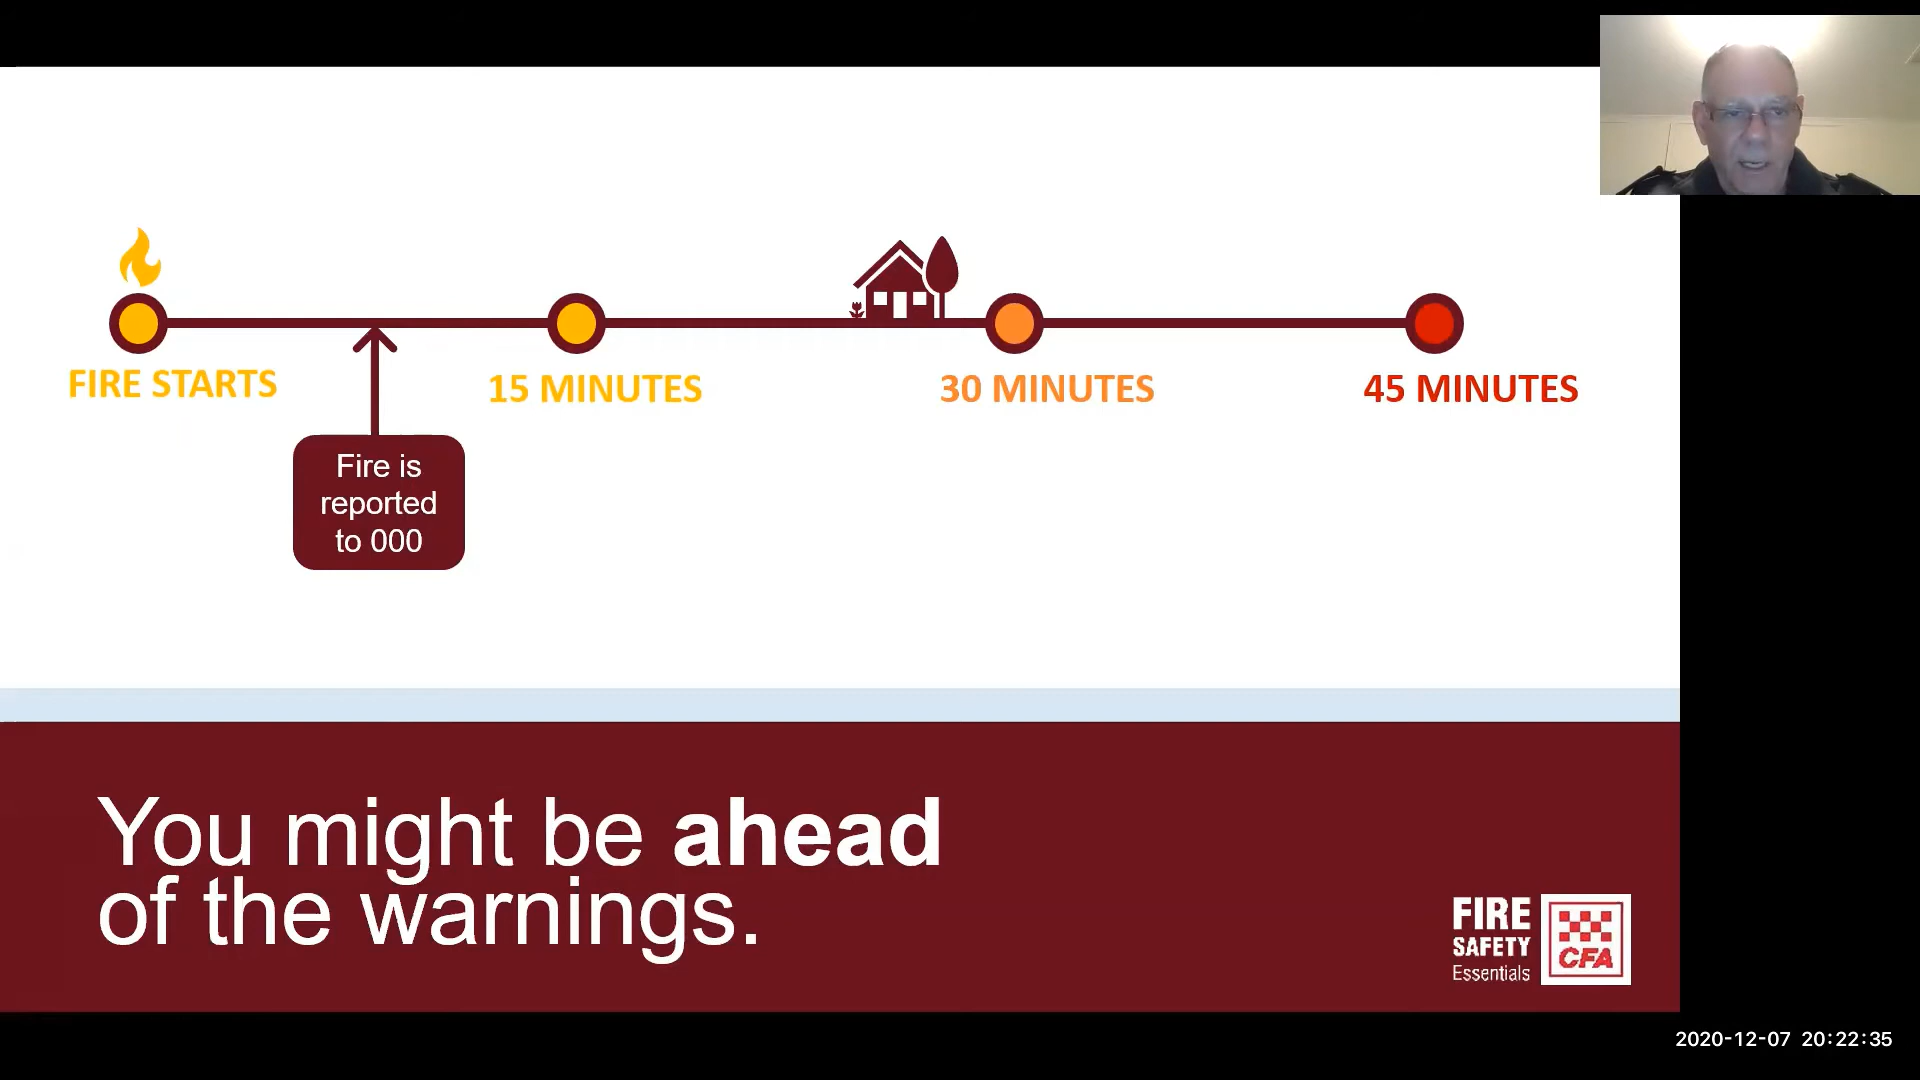 FIRE STARTS
15 MINUTES
30 MINUTES
45 MINUTES
Fire is
reported
to 000
You might be ahead
of the warnings.
FIRE
SAFETY
Essentials
CFA
2020-12-07 20:22:35